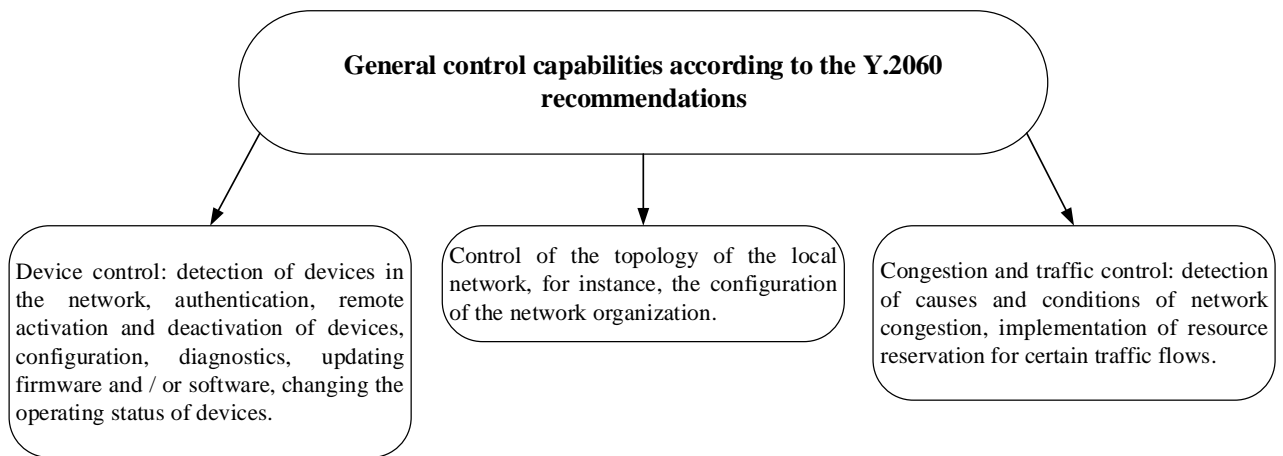 General control capabilities according to the Y.2060
recommendations
Device control: detection of devices in
the network, authentication, remote
activation and deactivation of devices,
configuration, diagnostics, updating
firmware and / or software, changing the
operating status of devices.
Control of the topology of the local
network, for instance, the configuration
of the network organization.
Congestion and traffic control: detection
of causes and conditions of network
congestion, implementation of resource
reservation for certain traffic flows.